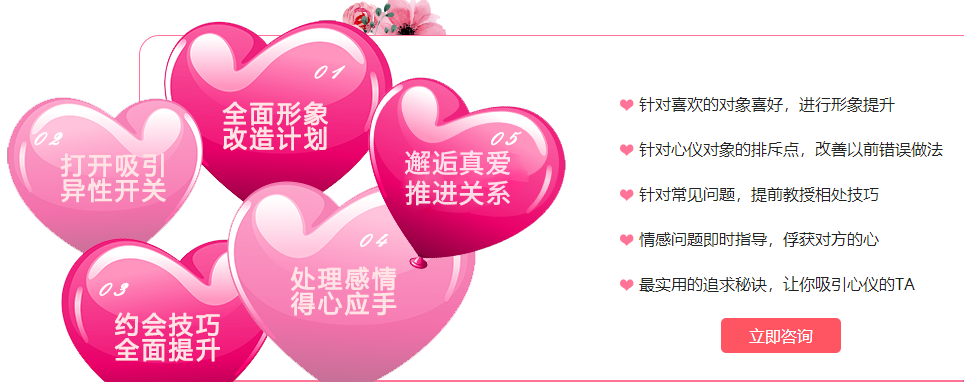 01
全面形象
改造计划
02
打开吸引
异性开关
03
约会技巧
全面提升
04
处理感情
得心应手
05
邂逅真爱
推进关系
针对喜欢的对象喜好，进行形象提升
针对心仪对象的排斥点，改善以前错误做法
针对常见问题，提前教授相处技巧
情感问题即时指导，俘获对方的心
最实用的追求秘诀，让你吸引心仪的TA
立即咨询